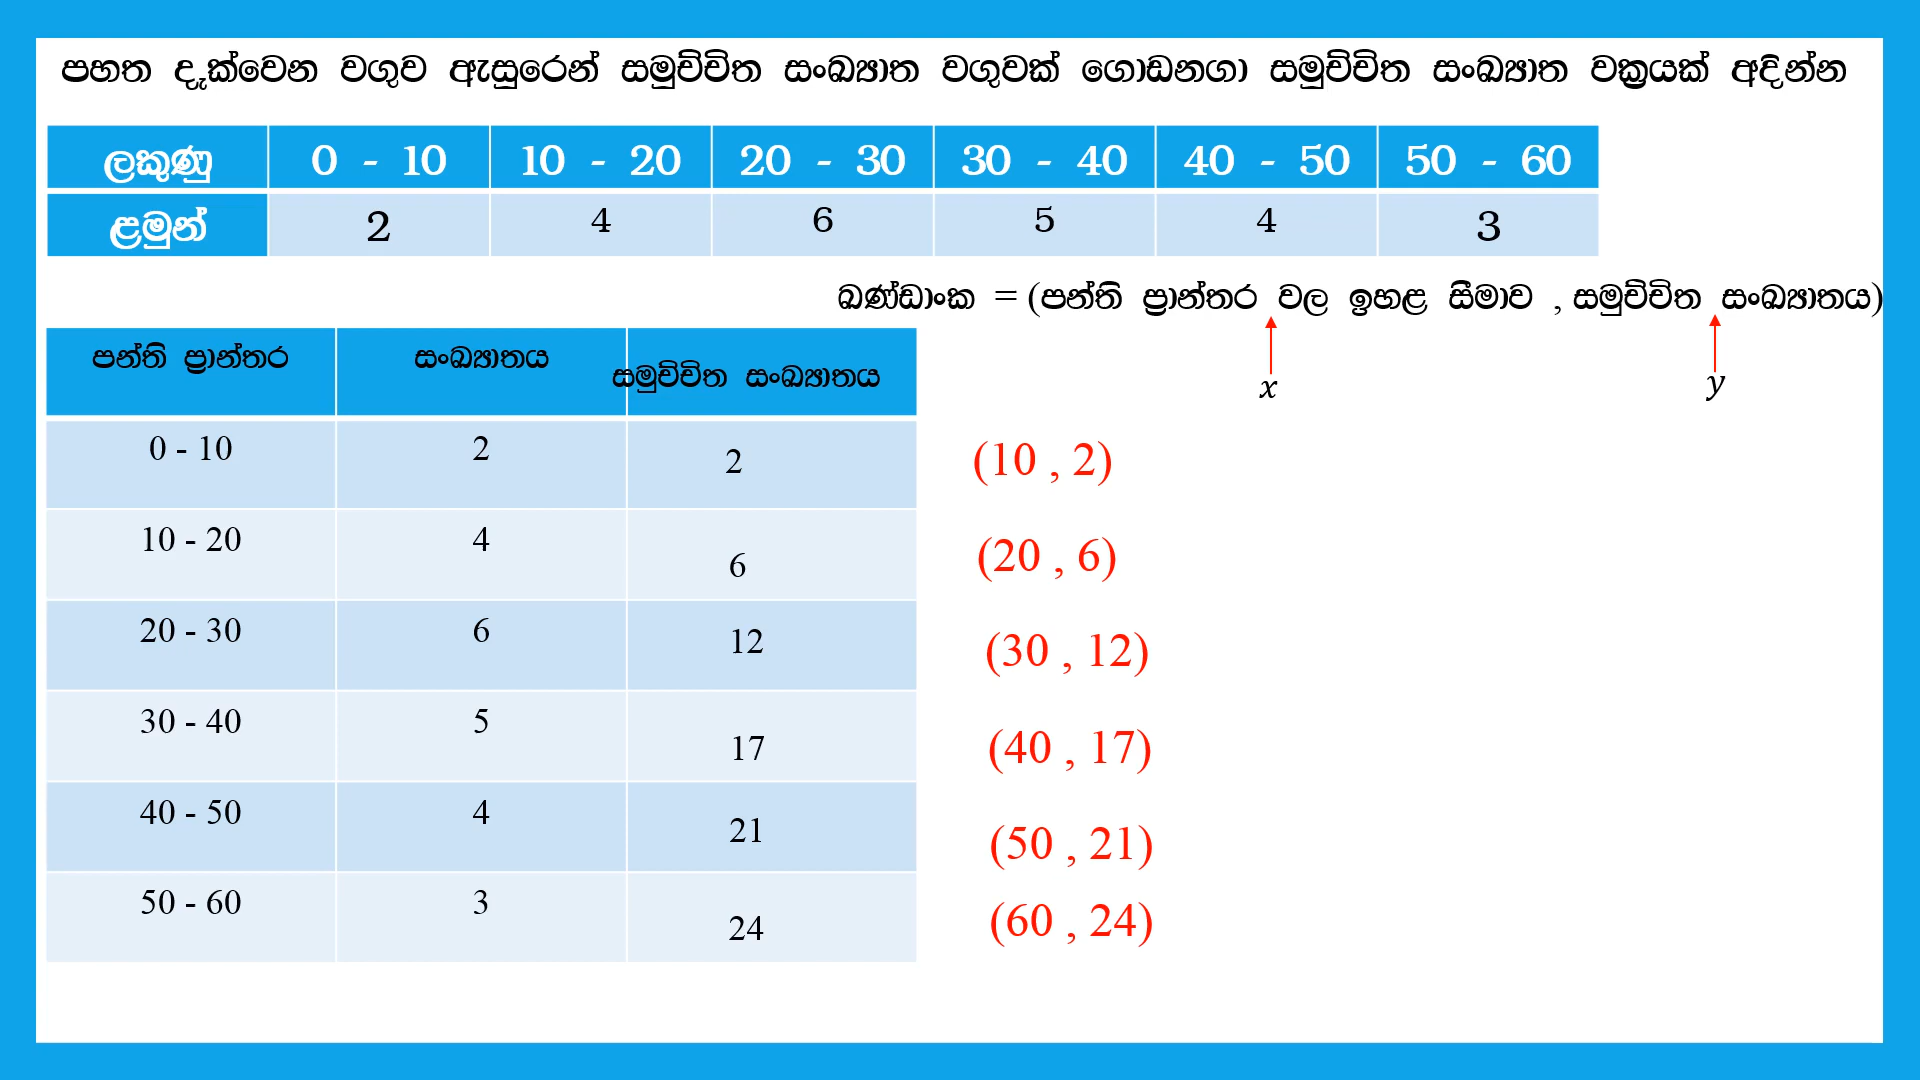 පහත දැක්වෙන වගුව ඇසුරෙන් සමුච්චිත සංඛ්‍යාත වගුවක් ගොඩනගා සමුච්චිත සංඛ්‍යාත වක්‍රයක් අදින්න
ලකුණු 0 - 10 10 - 20 20 - 30 30 - 40 40 - 50 50 - 60
ළමුන් 2 4 6 5 4 3
ඛණ්ඩාංක = (පන්ති ප්‍රාන්තර වල ඉහළ සීමාව , සමුච්චිත සංඛ්‍යාතය)
x y
පන්ති ප්‍රාන්තර සංඛ්‍යාතය සමුච්චිත සංඛ්‍යාතය
0 - 10 2 2 (10 , 2)
10 - 20 4 6 (20 , 6)
20 - 30 6 12 (30 , 12)
30 - 40 5 17 (40 , 17)
40 - 50 4 21 (50 , 21)
50 - 60 3 24 (60 , 24)